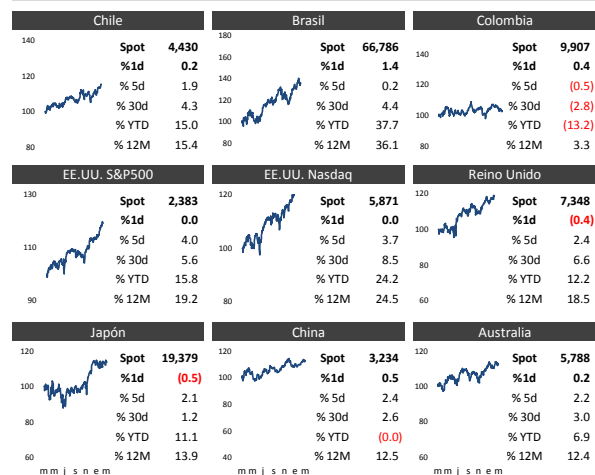 Chile
140
120
100
80
Spot 4,430
%1d 0.2
% 5d 1.9
% 30d 4.3
% YTD 15.0
% 12M 15.4
Brasil
180
160
140
120
100
80
Spot 66,786
%1d 1.4
% 5d 0.2
% 30d 4.4
% YTD 37.7
% 12M 36.1
Colombia
140
120
100
80
Spot 9,907
%1d 0.4
% 5d (0.5)
% 30d (2.8)
% YTD (13.2)
% 12M 3.3
EE.UU. S&P500
130
110
90
Spot 2,383
%1d 0.0
% 5d 4.0
% 30d 5.6
% YTD 15.8
% 12M 19.2
EE.UU. Nasdaq
120
100
80
Spot 5,871
%1d 0.0
% 5d 3.7
% 30d 8.5
% YTD 24.2
% 12M 24.5
Reino Unido
120
100
80
60
Spot 7,348
%1d (0.4)
% 5d 2.4
% 30d 6.6
% YTD 12.2
% 12M 18.5
Japón
120
100
80
60
Spot 19,379
%1d (0.5)
% 5d 2.1
% 30d 1.2
% YTD 11.1
% 12M 13.9
m m j s n e m
China
120
100
80
60
40
Spot 3,234
%1d 0.5
% 5d 2.4
% 30d 2.6
% YTD (0.0)
% 12M 12.5
m m j s n e m
Australia
120
100
80
60
Spot 5,788
%1d 0.2
% 5d 2.2
% 30d 3.0
% YTD 6.9
% 12M 12.4
m m j s n e m